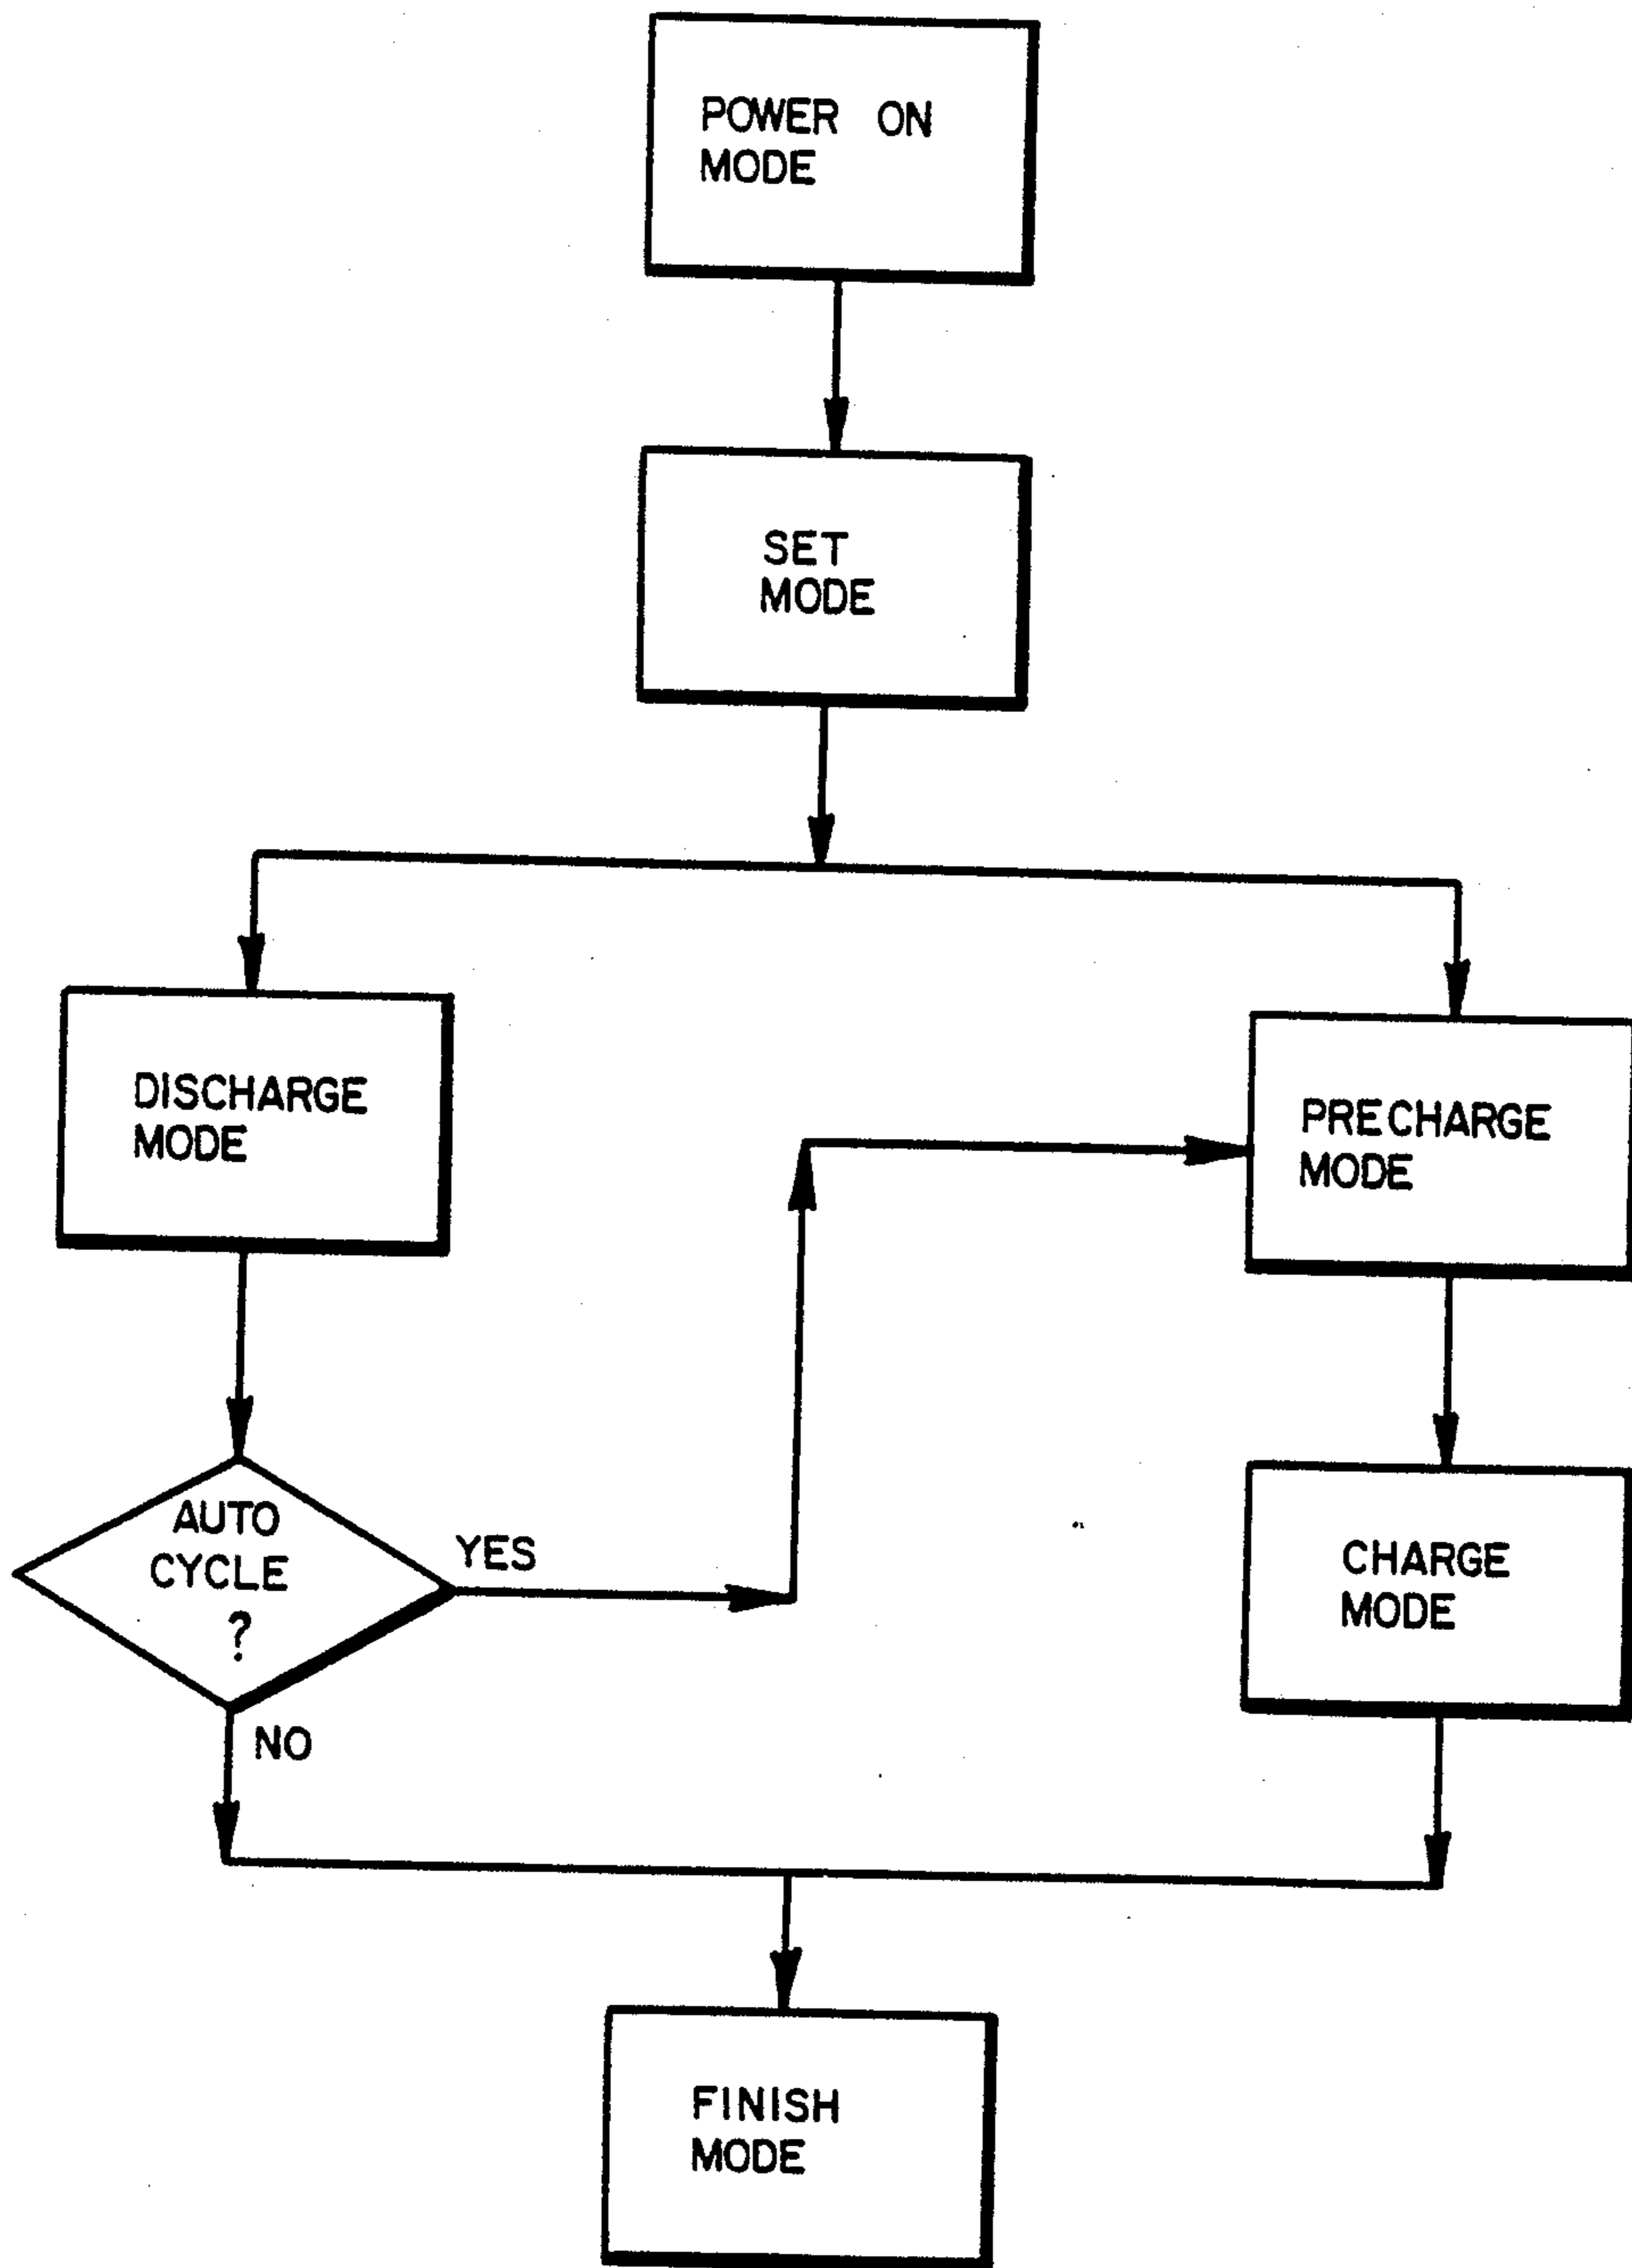 POWER ON
MODE
SET
MODE
DISCHARGE
MODE
PRECHARGE
MODE
AUTO
CYCLE
?
YES
NO
CHARGE
MODE
FINISH
MODE